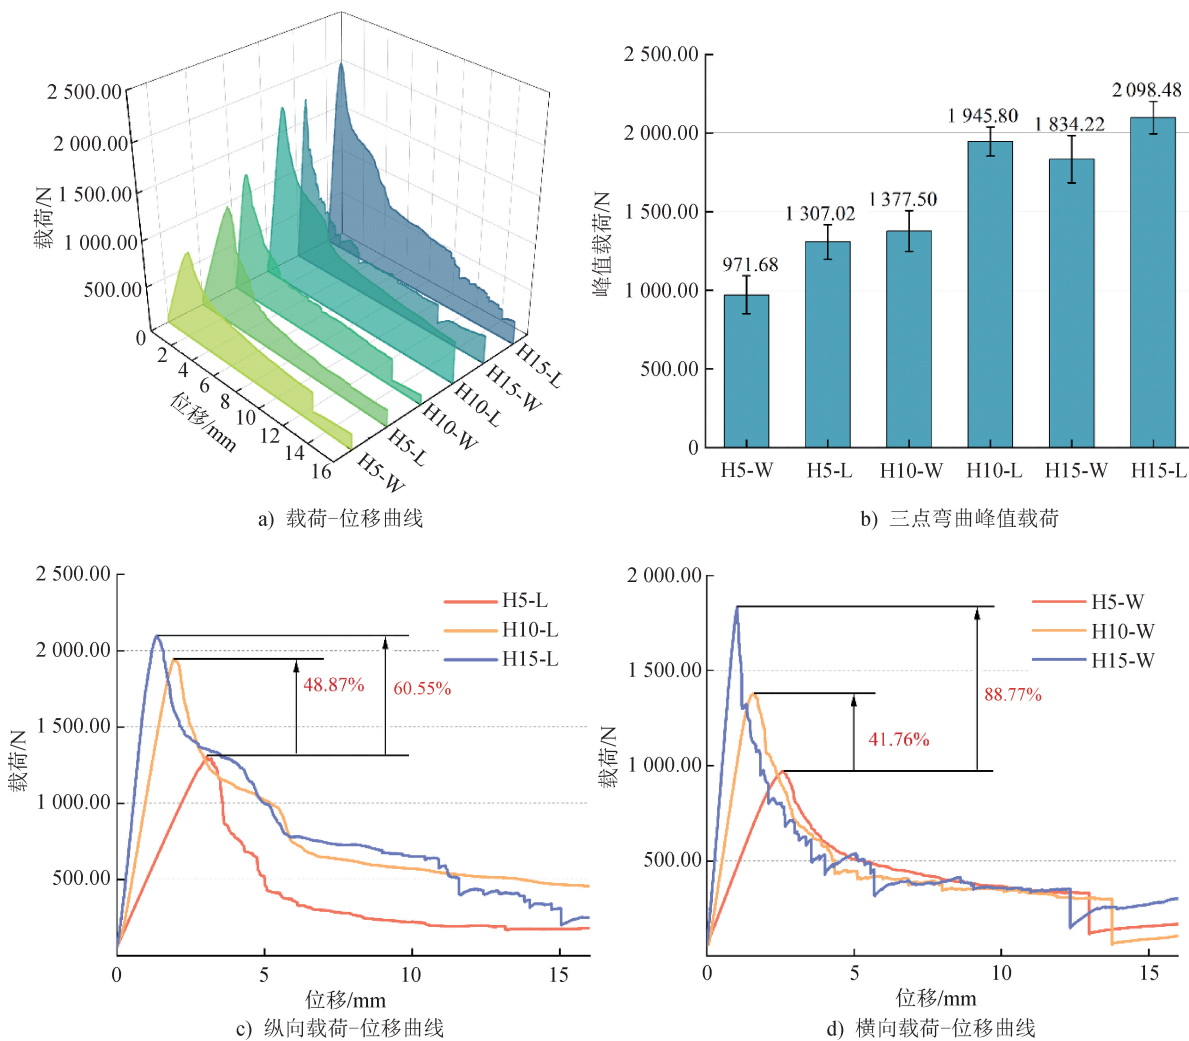 2 500.00
2 000.00
1 500.00
1 000.00
500.00
载荷/N
0
2
4
6
8
10
12
14
16
位移/mm
H5-W
H5-L
H10-W
H10-L
H15-W
H15-L
a) 载荷-位移曲线
2 500.00
2 000.00
1 500.00
1 000.00
500.00
0
峰值载荷/N
971.68
1 307.02
1 377.50
1 945.80
1 834.22
2 098.48
H5-W H5-L H10-W H10-L H15-W H15-L
b) 三点弯曲峰值载荷
2 500.00
2 000.00
1 500.00
1 000.00
500.00
载荷/N
H5-L
H10-L
H15-L
48.87%
60.55%
0 5 10 15
位移/mm
c) 纵向载荷-位移曲线
2 000.00
1 500.00
1 000.00
500.00
载荷/N
H5-W
H10-W
H15-W
88.77%
41.76%
0 5 10 15
位移/mm
d) 横向载荷-位移曲线